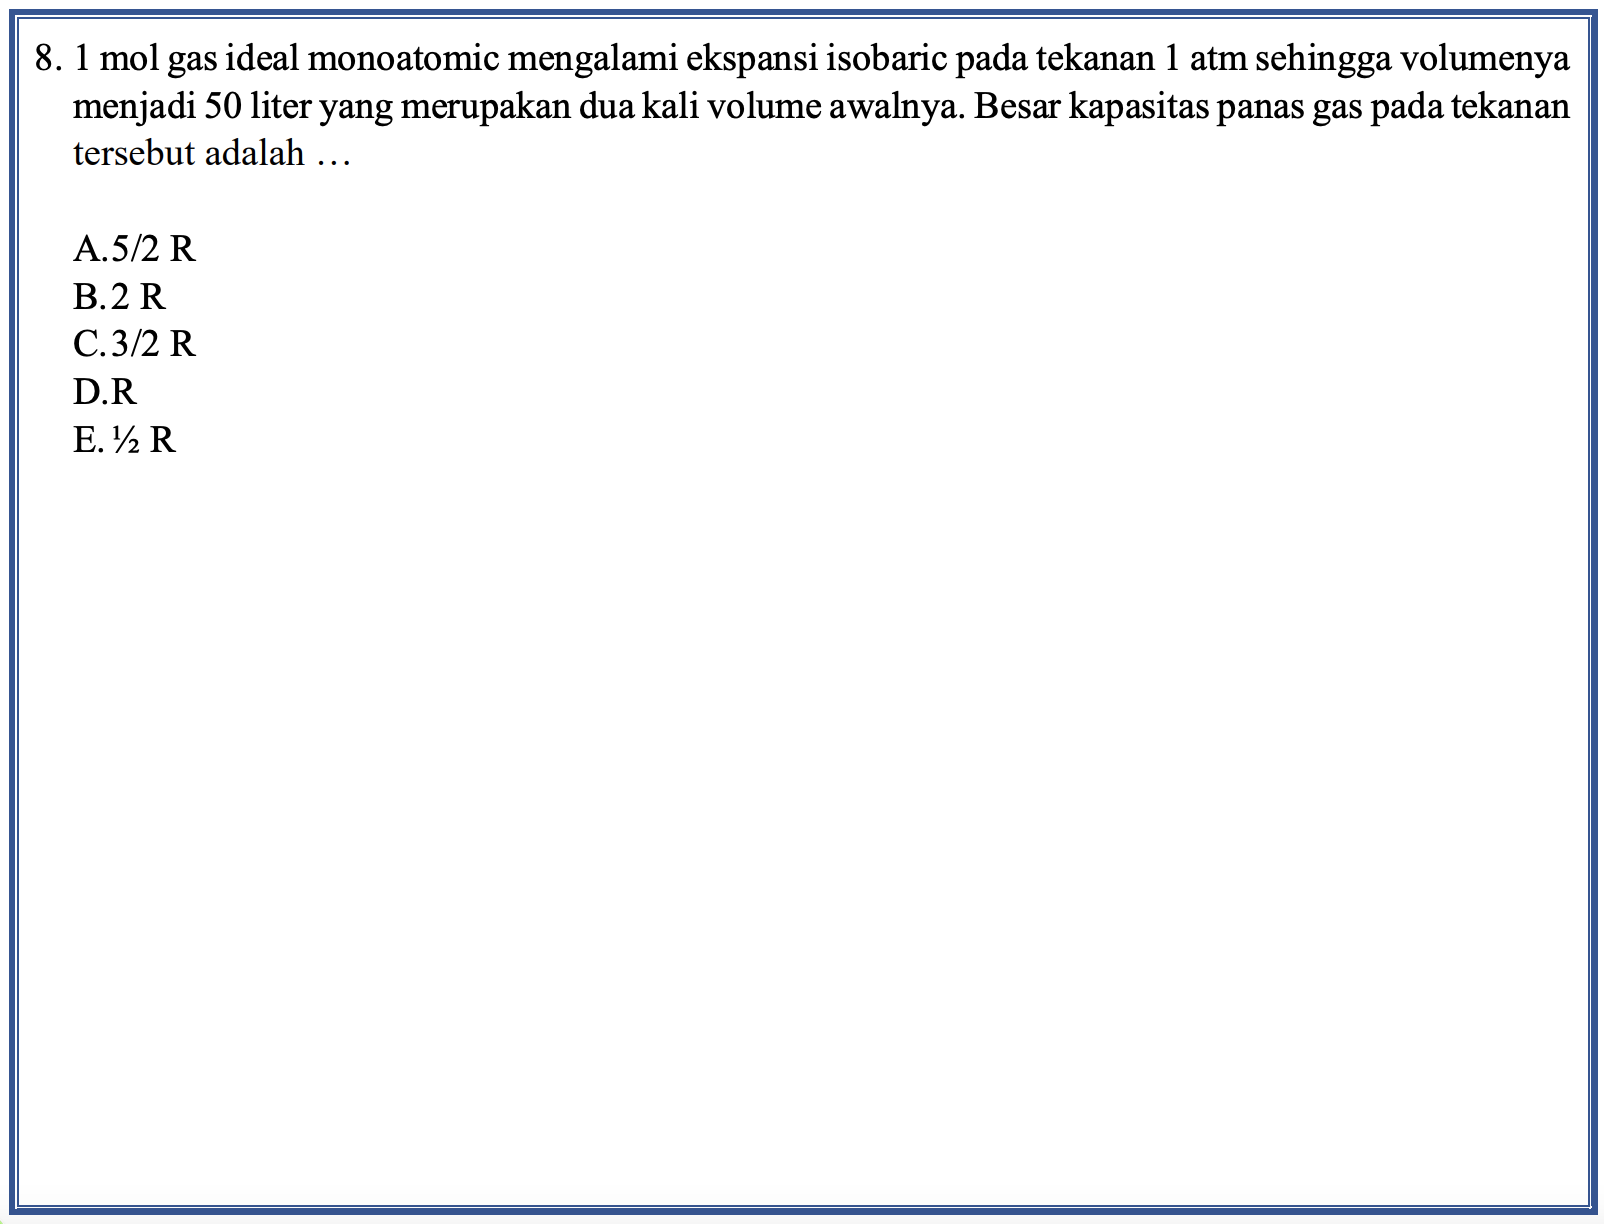 8. 1 mol gas ideal monoatomic mengalami ekspansi isobaric pada tekanan 1 atm sehingga volumenya
menjadi 50 liter yang merupakan dua kali volume awalnya. Besar kapasitas panas gas pada tekanan
tersebut adalah …
A.5/2 R
B.2 R
C.3/2 R
D.R
E.½ R